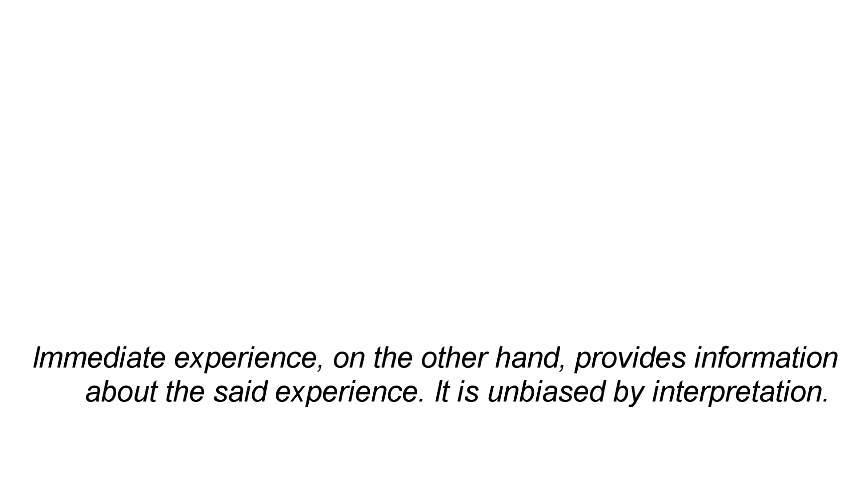 Immediate experience, on the other hand, provides information
about the said experience. It is unbiased by interpretation.